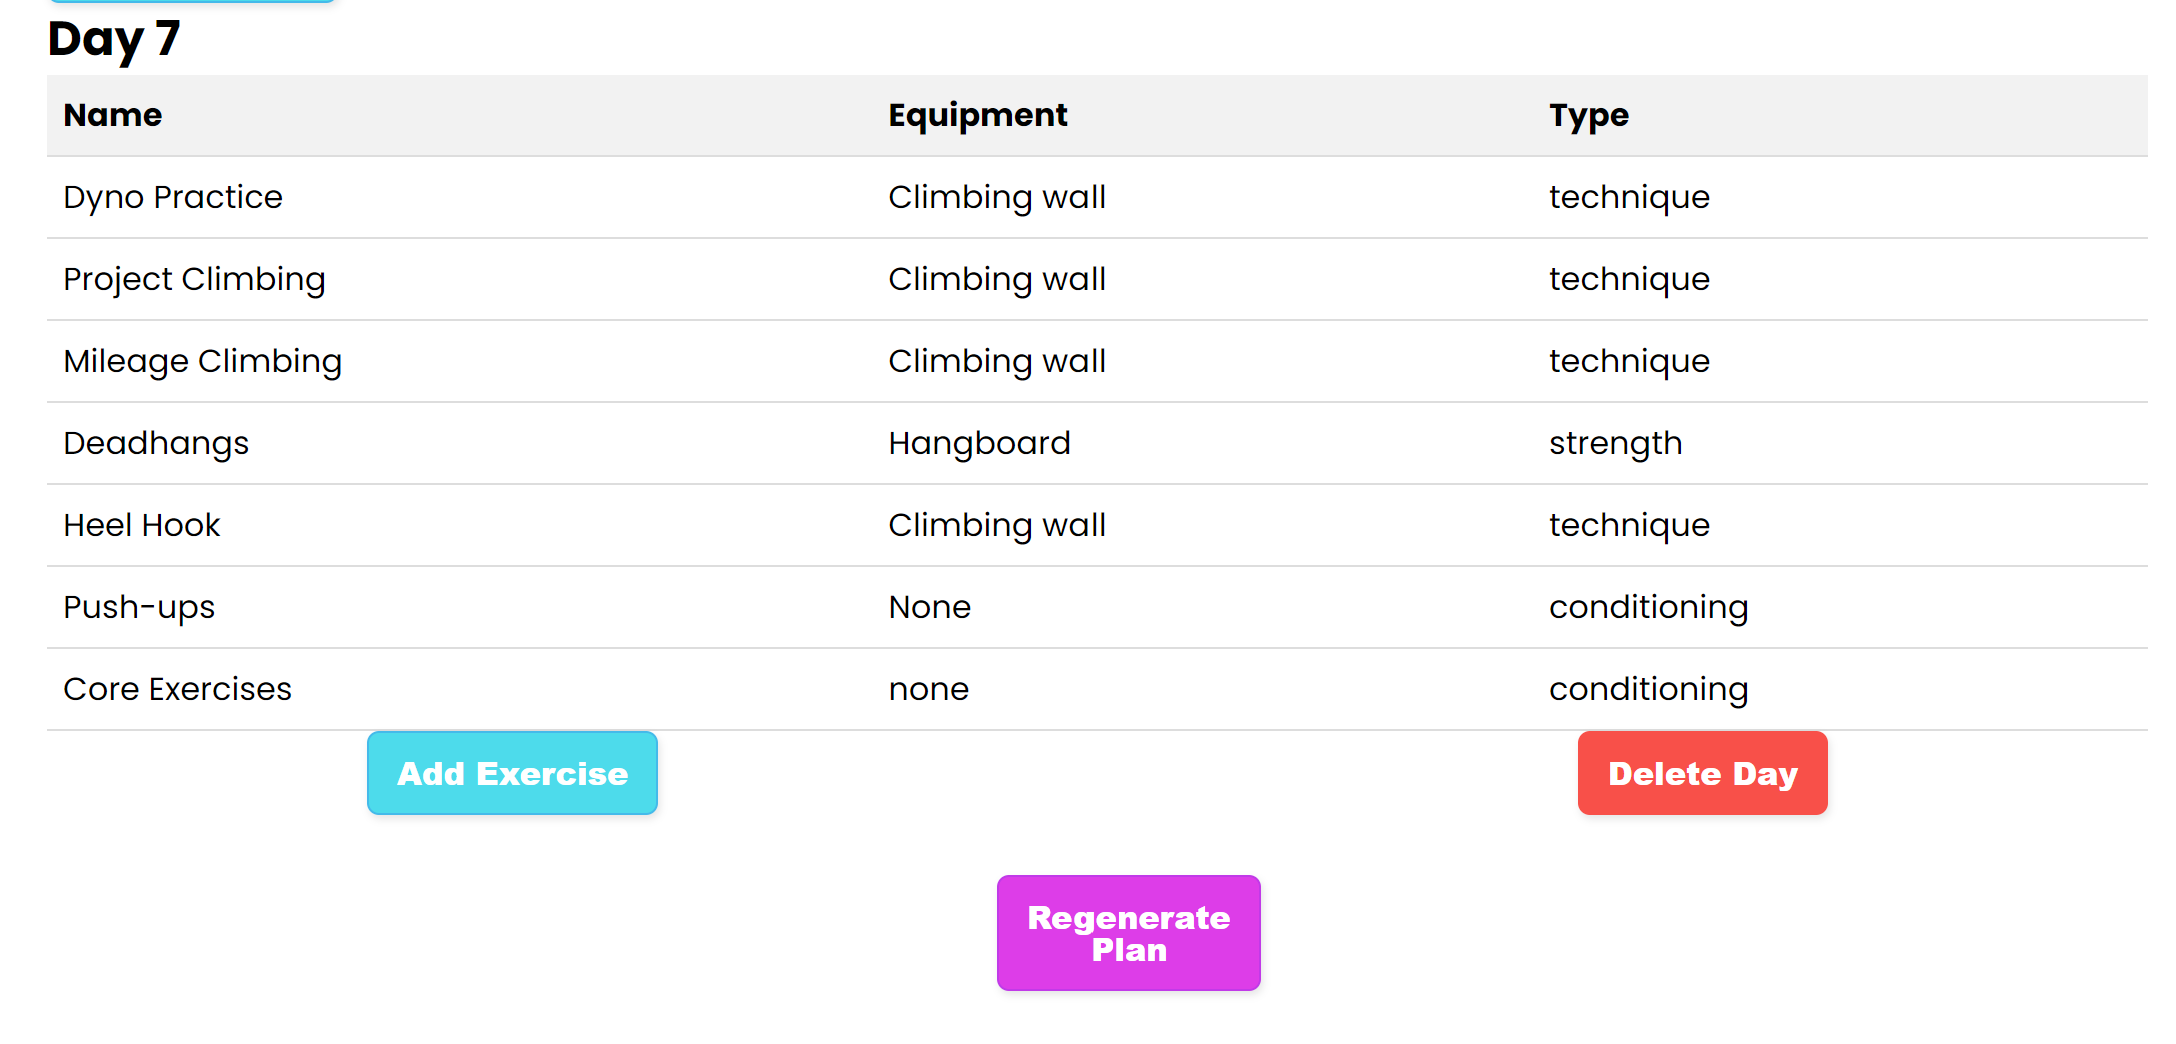 Day 7
Name Equipment Type
Dyno Practice Climbing wall technique
Project Climbing Climbing wall technique
Mileage Climbing Climbing wall technique
Deadhangs Hangboard strength
Heel Hook Climbing wall technique
Push-ups None conditioning
Core Exercises none conditioning
Add Exercise Delete Day
Regenerate
Plan